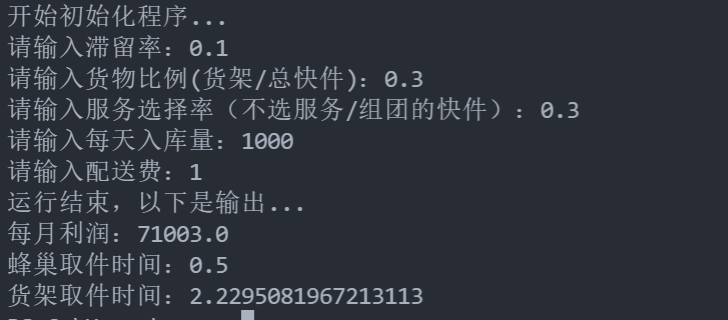 开始初始化程序...
请输入滞留率：0.1
请输入货物比例(货架/总快件)：0.3
请输入服务选择率（不选服务/组团的快件）：0.3
请输入每天入库量：1000
请输入配送费：1
运行结束，以下是输出...
每月利润：71003.0
蜂巢取件时间：0.5
货架取件时间：2.2295081967213113